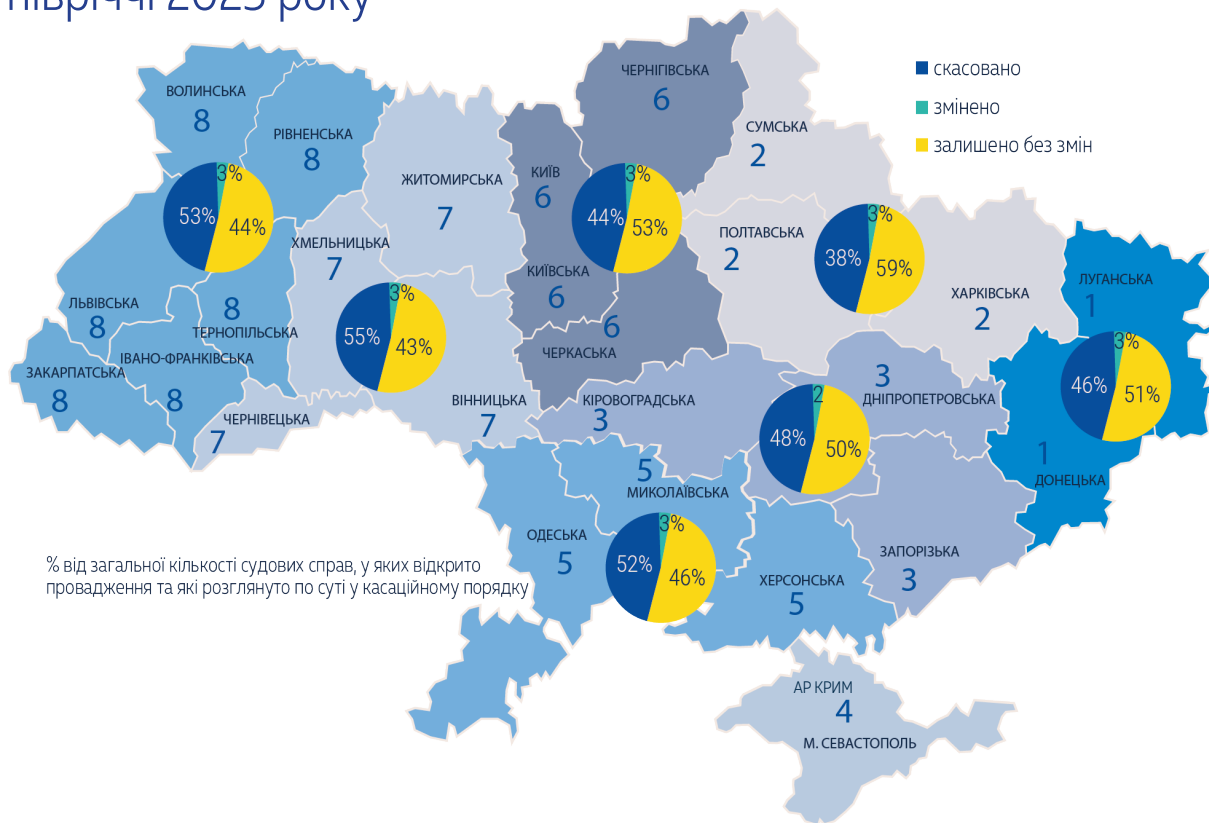 півріччі 2023 року
скасовано
змінено
залишено без змін
ЧЕРНІГІВСЬКА
6
ВОЛИНСЬКА
8
РІВНЕНСЬКА
8
СУМСЬКА
2
ЖИТОМИРСЬКА
7
КИЇВ
6
3%
53%
44%
3%
44%
53%
ПОЛТАВСЬКА
2
3%
38%
59%
ХМЕЛЬНИЦЬКА
7
КИЇВСЬКА
6
ЛУГАНСЬКА
1
ХАРКІВСЬКА
2
ЛЬВІВСЬКА
8
8
ТЕРНОПІЛЬСЬКА
3%
55%
43%
6
ЧЕРКАСЬКА
3%
46%
51%
ІВАНО-ФРАНКІВСЬКА
8
ЗАКАРПАТСЬКА
8
ЧЕРНІВЕЦЬКА
7
ВІННИЦЬКА
7
КІРОВОГРАДСЬКА
3
3
ДНІПРОПЕТРОВСЬКА
2
48%
50%
1
ДОНЕЦЬКА
5
МИКОЛАЇВСЬКА
ОДЕСЬКА
5
3%
52%
46%
ЗАПОРІЗЬКА
3
ХЕРСОНСЬКА
5
% від загальної кількості судових справ, у яких відкрито
провадження та які розглянуто по суті у касаційному порядку
АР КРИМ
4
М. СЕВАСТОПОЛЬ